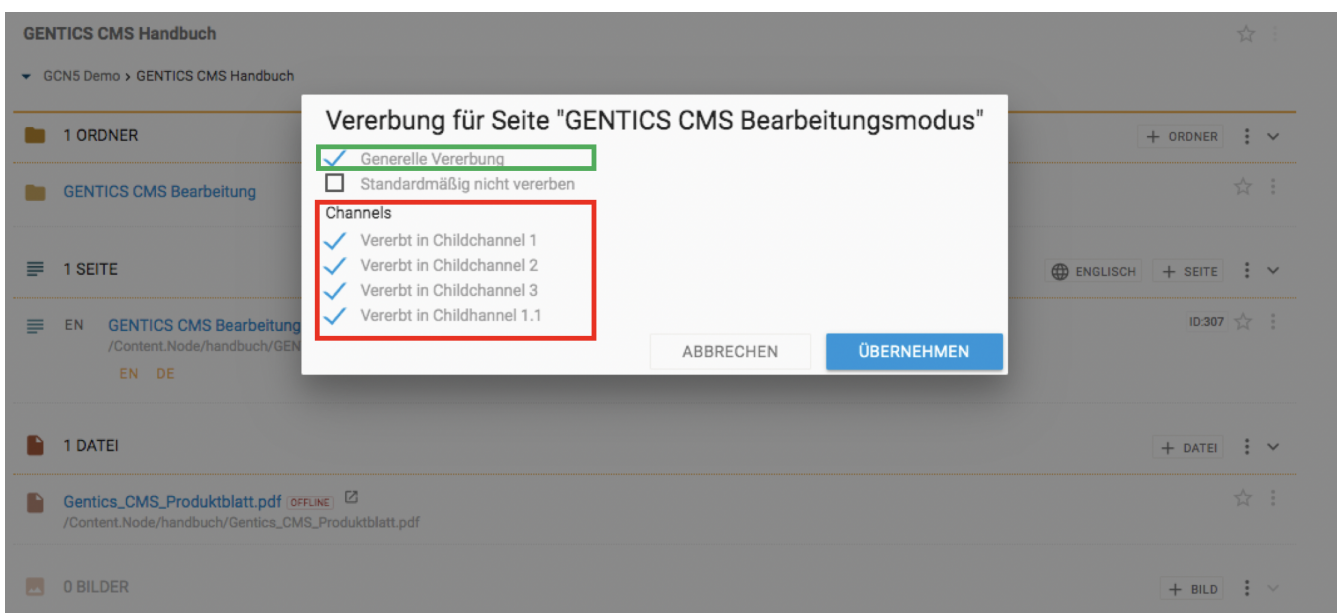 GENTICS CMS Handbuch
GCN5 Demo › GENTICS CMS Handbuch
Vererbung für Seite "GENTICS CMS Bearbeitungsmodus"
Generelle Vererbung
Standardmäßig nicht vererben
Channels
Vererbt in Childchannel 1
Vererbt in Childchannel 2
Vererbt in Childchannel 3
Vererbt in Childhannel 1.1
ABBRECHEN ÜBERNEHMEN
1 ORDNER + ORDNER
GENTICS CMS Bearbeitung
1 SEITE ENGLISCH + SEITE
EN GENTICS CMS Bearbeitung ID:307
/Content.Node/handbuch/GEN
EN DE
1 DATEI + DATEI
Gentics_CMS_Produktblatt.pdf OFFLINE
/Content.Node/handbuch/Gentics_CMS_Produktblatt.pdf
0 BILDER + BILD